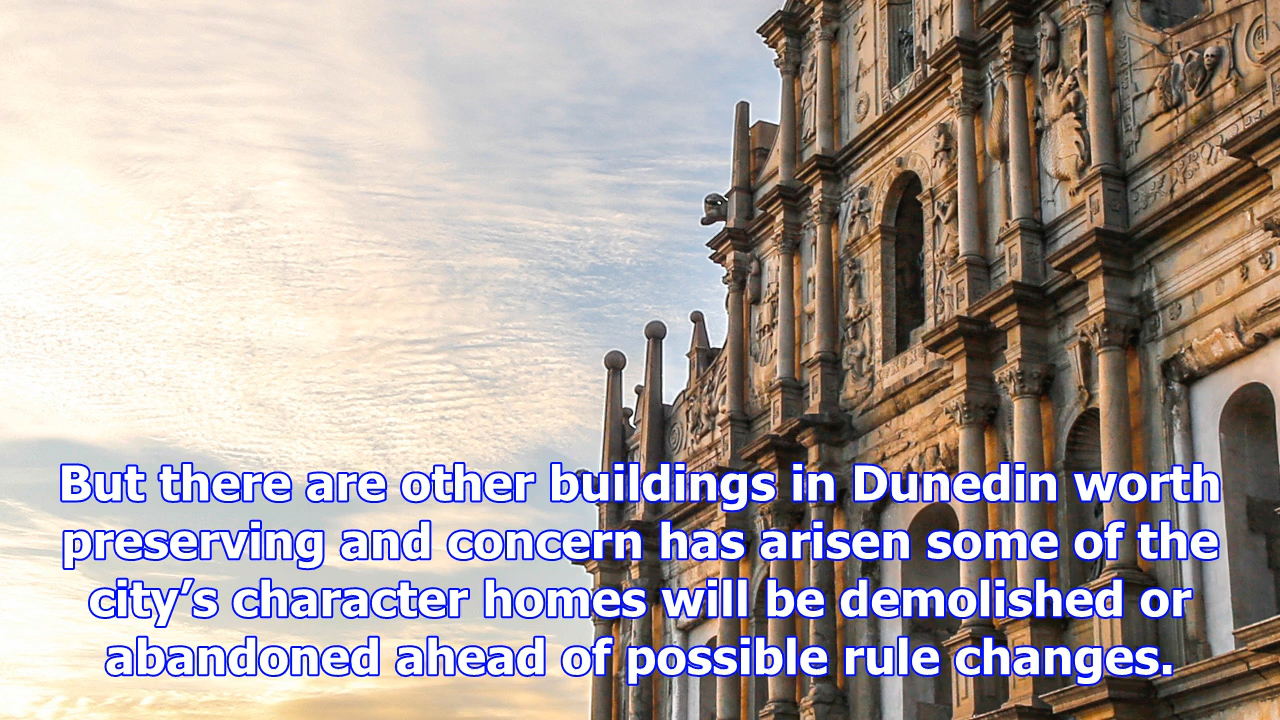 But there are other buildings in Dunedin worth
preserving and concern has arisen some of the
city’s character homes will be demolished or
abandoned ahead of possible rule changes.